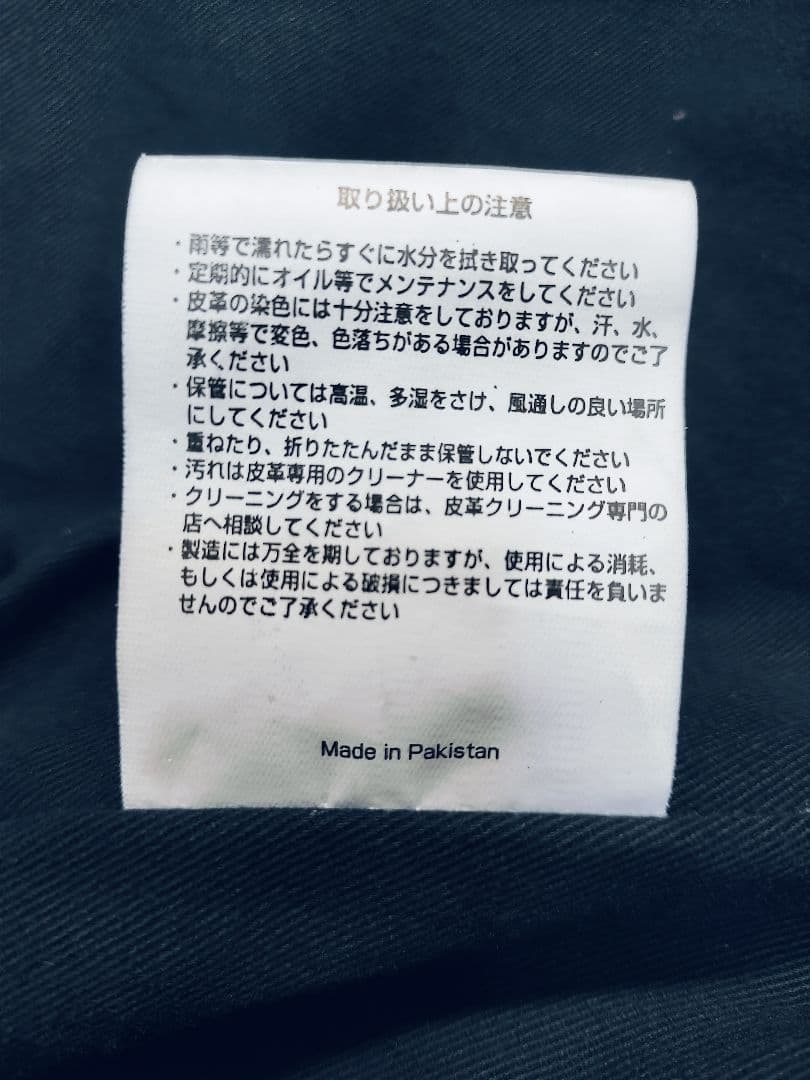 取り扱い上の注意
・雨等で濡れたらすぐに水分を拭き取ってください
・定期的にオイル等でメンテナンスをしてください
・皮革の染色には十分注意をしておりますが、汗、水、
摩擦等で変色、色落ちがある場合がありますのでご了
承ください
・保管については高温、多湿をさけ、風通しの良い場所
にしてください
・重ねたり、折りたたんだまま保管しないでください
・汚れは皮革専用のクリーナーを使用してください
・クリーニングをする場合は、皮革クリーニング専門の
店へ相談してください
・製造には万全を期しておりますが、使用による消耗、
もしくは使用による破損につきましては責任を負いま
せんのでご了承ください
Made in Pakistan